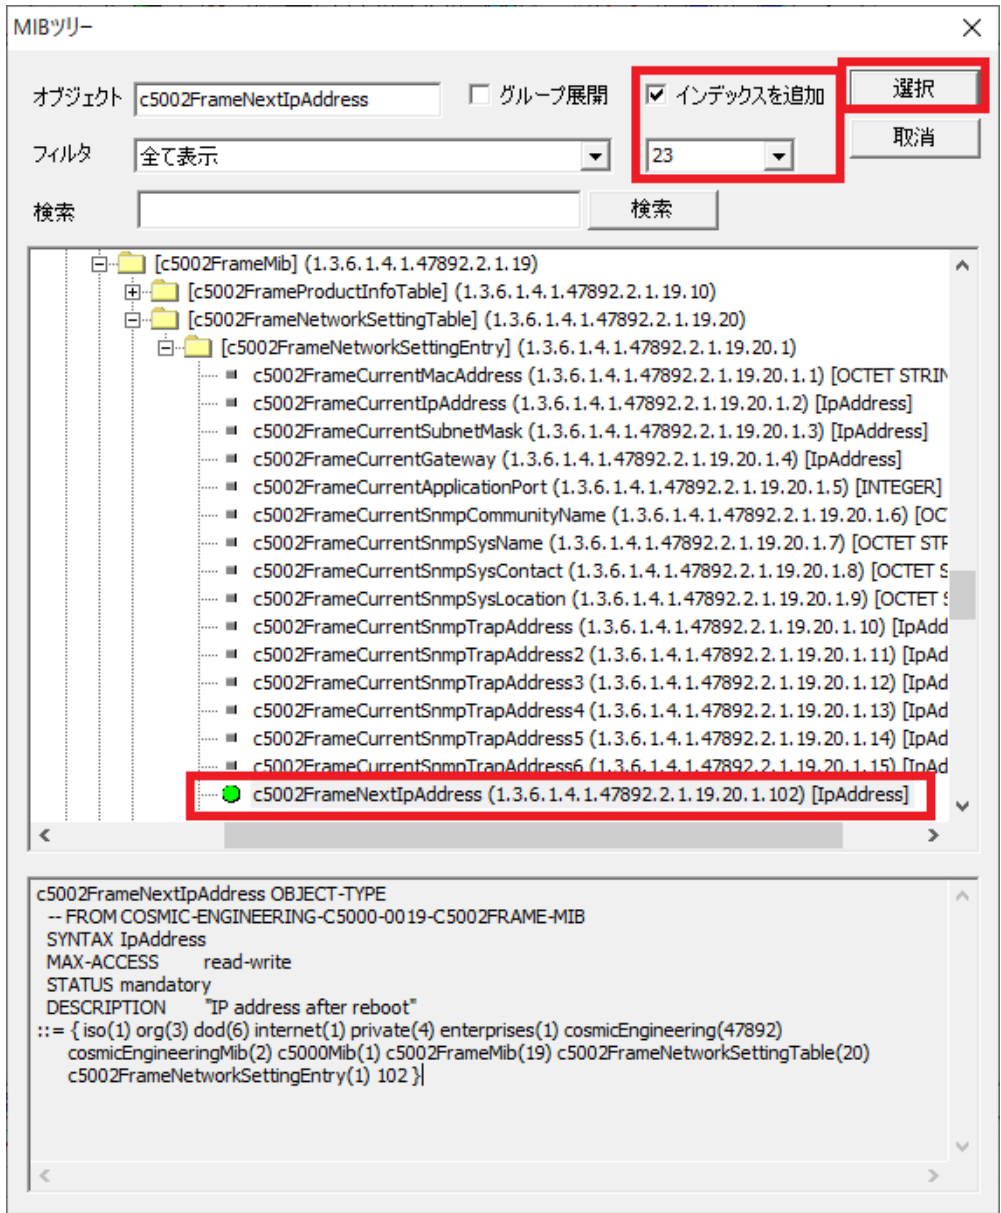 MIBツリー
オブジェクト c5002FrameNextIpAddress グループ展開 インデックスを追加 選択
フィルタ 全て表示 23 取消
検索 検索
[c5002FrameMib] (1.3.6.1.4.1.47892.2.1.19)
[c5002FrameProductInfoTable] (1.3.6.1.4.1.47892.2.1.19.10)
[c5002FrameNetworkSettingTable] (1.3.6.1.4.1.47892.2.1.19.20)
[c5002FrameNetworkSettingEntry] (1.3.6.1.4.1.47892.2.1.19.20.1)
c5002FrameCurrentMacAddress (1.3.6.1.4.1.47892.2.1.19.20.1.1) [OCTET STRIN
c5002FrameCurrentIpAddress (1.3.6.1.4.1.47892.2.1.19.20.1.2) [IpAddress]
c5002FrameCurrentSubnetMask (1.3.6.1.4.1.47892.2.1.19.20.1.3) [IpAddress]
c5002FrameCurrentGateway (1.3.6.1.4.1.47892.2.1.19.20.1.4) [IpAddress]
c5002FrameCurrentApplicationPort (1.3.6.1.4.1.47892.2.1.19.20.1.5) [INTEGER]
c5002FrameCurrentSnmpCommunityName (1.3.6.1.4.1.47892.2.1.19.20.1.6) [OC
c5002FrameCurrentSnmpSysName (1.3.6.1.4.1.47892.2.1.19.20.1.7) [OCTET STR
c5002FrameCurrentSnmpSysContact (1.3.6.1.4.1.47892.2.1.19.20.1.8) [OCTET S
c5002FrameCurrentSnmpSysLocation (1.3.6.1.4.1.47892.2.1.19.20.1.9) [OCTET S
c5002FrameCurrentSnmpTrapAddress (1.3.6.1.4.1.47892.2.1.19.20.1.10) [IpAdd
c5002FrameCurrentSnmpTrapAddress2 (1.3.6.1.4.1.47892.2.1.19.20.1.11) [IpAd
c5002FrameCurrentSnmpTrapAddress3 (1.3.6.1.4.1.47892.2.1.19.20.1.12) [IpAd
c5002FrameCurrentSnmpTrapAddress4 (1.3.6.1.4.1.47892.2.1.19.20.1.13) [IpAd
c5002FrameCurrentSnmpTrapAddress5 (1.3.6.1.4.1.47892.2.1.19.20.1.14) [IpAd
c5002FrameCurrentSnmpTrapAddress6 (1.3.6.1.4.1.47892.2.1.19.20.1.15) [IpAd
c5002FrameNextIpAddress (1.3.6.1.4.1.47892.2.1.19.20.1.102) [IpAddress]
c5002FrameNextIpAddress OBJECT-TYPE
-- FROM COSMIC-ENGINEERING-C5000-0019-C5002FRAME-MIB
SYNTAX IpAddress
MAX-ACCESS read-write
STATUS mandatory
DESCRIPTION "IP address after reboot"
::= { iso(1) org(3) dod(6) internet(1) private(4) enterprises(1) cosmicEngineering(47892)
cosmicEngineeringMib(2) c5000Mib(1) c5002FrameMib(19) c5002FrameNetworkSettingTable(20)
c5002FrameNetworkSettingEntry(1) 102 }